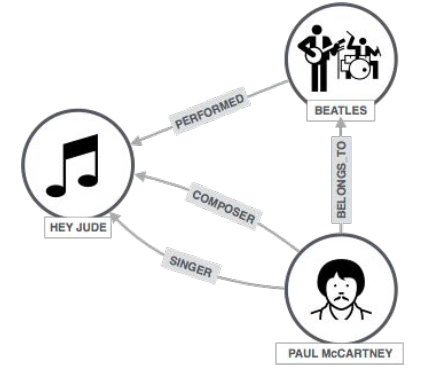 BEATLES
PERFORMED
HEY JUDE
COMPOSER
BELONGS_TO
SINGER
PAUL McCARTNEY